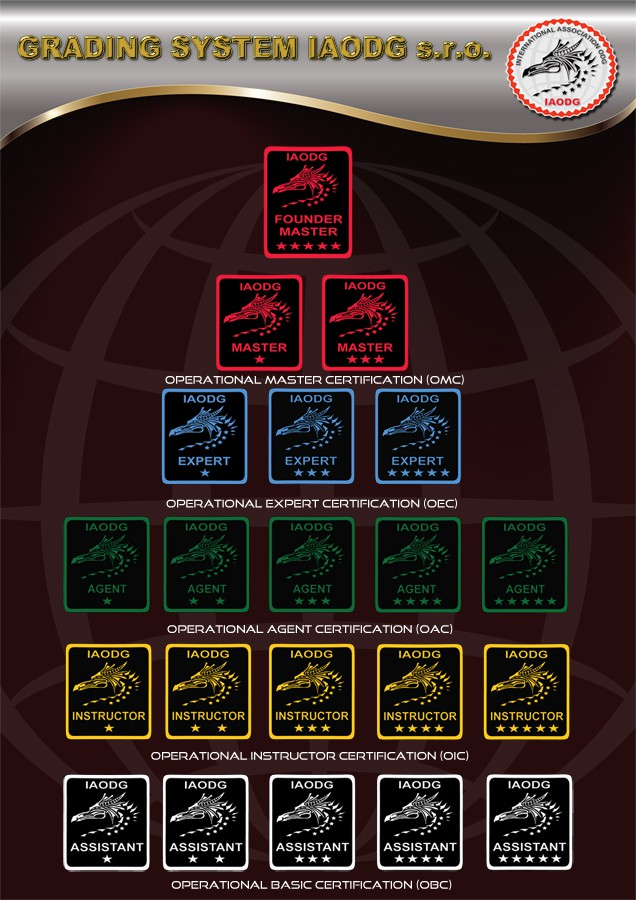 GRADING SYSTEM IAODG s.r.o.
INTERNATIONAL ASSOCIATION ODG
IAODG
IAODG
FOUNDER
MASTER
★★★★★
IAODG IAODG
MASTER MASTER
★ ★★★
OPERATIONAL MASTER CERTIFICATION (OMC)
IAODG IAODG IAODG
EXPERT EXPERT EXPERT
★ ★★★ ★★★★★
OPERATIONAL EXPERT CERTIFICATION (OEC)
IAODG IAODG IAODG IAODG IAODG
AGENT AGENT AGENT AGENT AGENT
★ ★★ ★★★ ★★★★ ★★★★★
OPERATIONAL AGENT CERTIFICATION (OAC)
IAODG IAODG IAODG IAODG IAODG
INSTRUCTOR INSTRUCTOR INSTRUCTOR INSTRUCTOR INSTRUCTOR
★ ★★ ★★★ ★★★★ ★★★★★
OPERATIONAL INSTRUCTOR CERTIFICATION (OIC)
IAODG IAODG IAODG IAODG IAODG
ASSISTANT ASSISTANT ASSISTANT ASSISTANT ASSISTANT
★ ★★ ★★★ ★★★★ ★★★★★
OPERATIONAL BASIC CERTIFICATION (OBC)